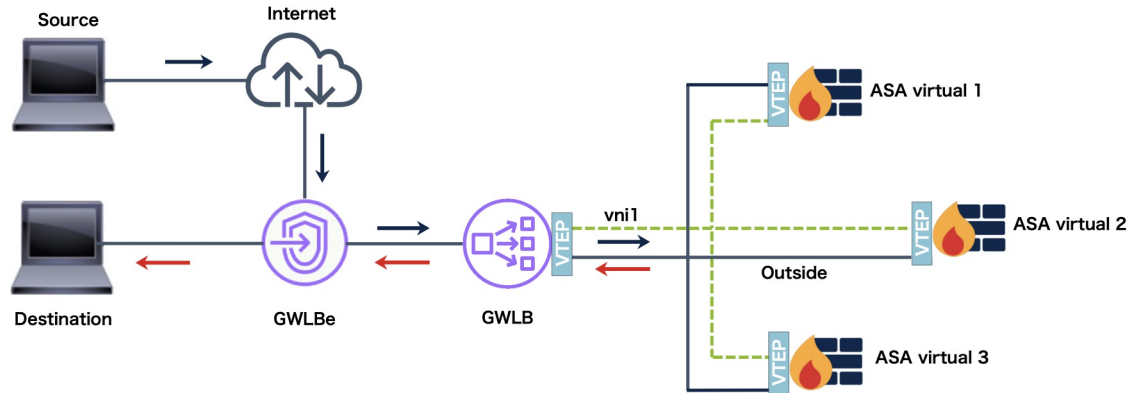 Source
Internet
VTEP
ASA virtual 1
vni1
VTEP
VTEP
ASA virtual 2
Outside
Destination
GWLBe
GWLB
VTEP
ASA virtual 3